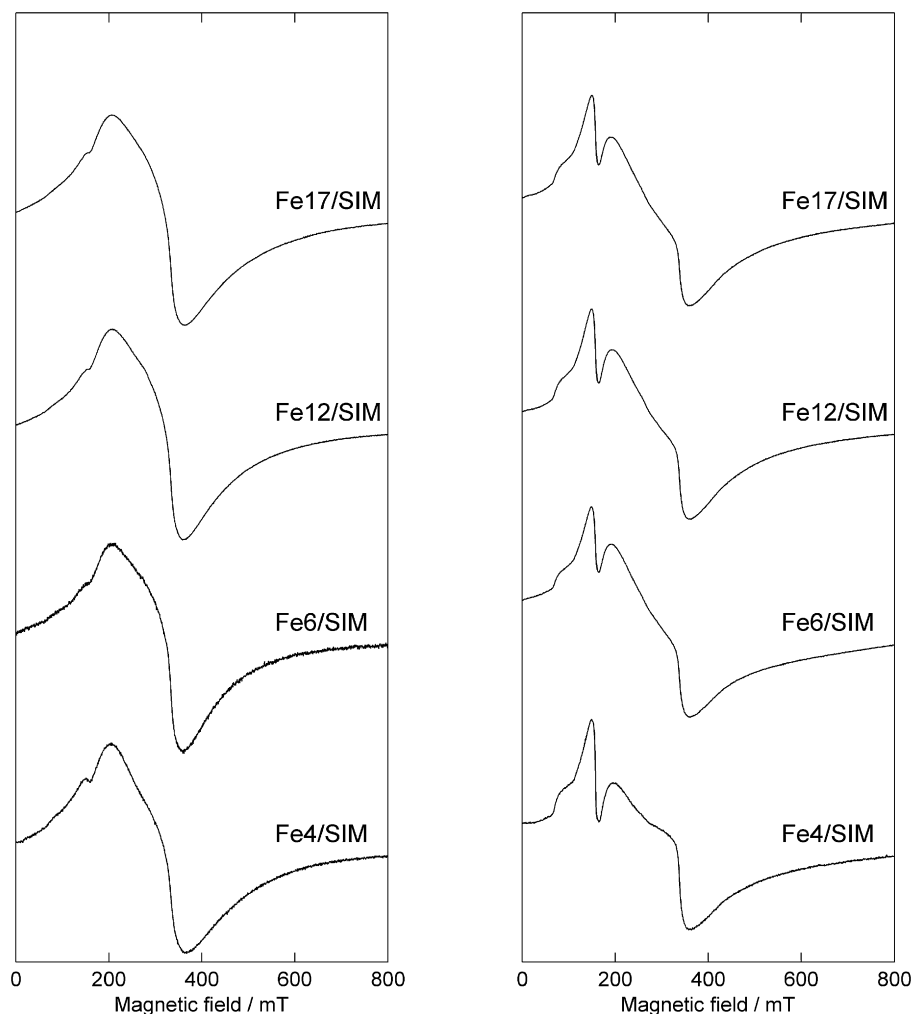 Fe17/SIM
Fe12/SIM
Fe6/SIM
Fe4/SIM
0 200 400 600 800
Magnetic field / mT
Fe17/SIM
Fe12/SIM
Fe6/SIM
Fe4/SIM
0 200 400 600 800
Magnetic field / mT